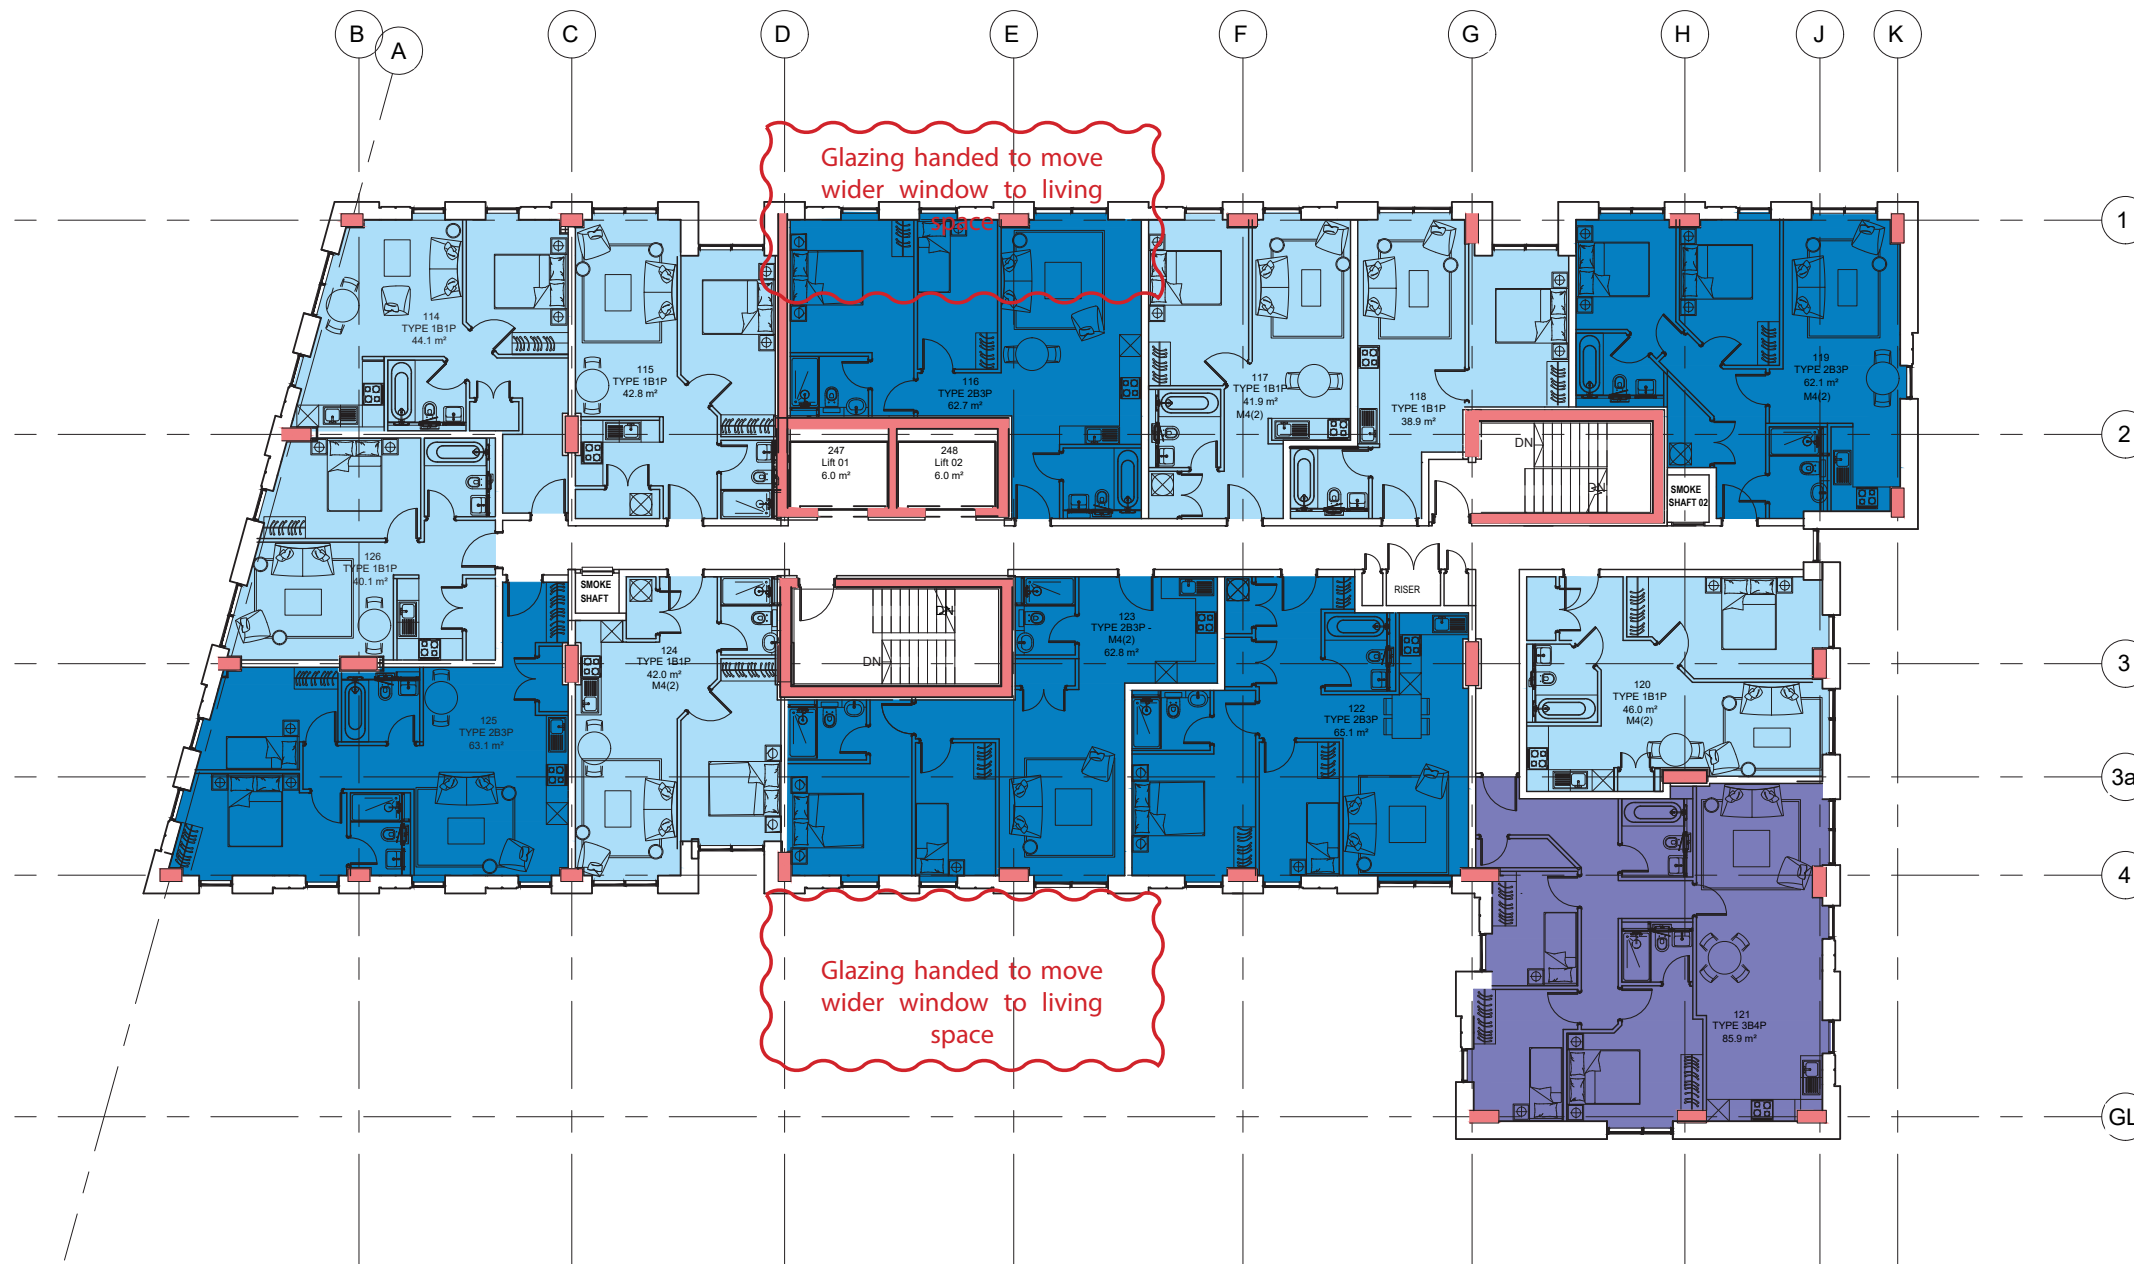 B
A
C
D
E
F
G
H
J
K
Glazing handed to move
wider window to living
space
1
114
TYPE 1B1P
44.1 m²
115
TYPE 1B1P
42.8 m²
116
TYPE 2B3P
62.7 m²
117
TYPE 1B1P
41.9 m²
M4(2)
118
TYPE 1B1P
38.9 m²
119
TYPE 2B3P
62.1 m²
M4(2)
2
247
Lift 01
6.0 m²
248
Lift 02
6.0 m²
DN
DN
SMOKE
SHAFT 02
126
TYPE 1B1P
40.1 m²
SMOKE
SHAFT
RISER
DN
DN
123
TYPE 2B3P -
M4(2)
62.8 m²
124
TYPE 1B1P
42.0 m²
M4(2)
3
120
TYPE 1B1P
46.0 m²
M4(2)
125
TYPE 2B3P
63.1 m²
122
TYPE 2B3P
65.1 m²
3a
4
Glazing handed to move
wider window to living
space
121
TYPE 3B4P
85.9 m²
GL